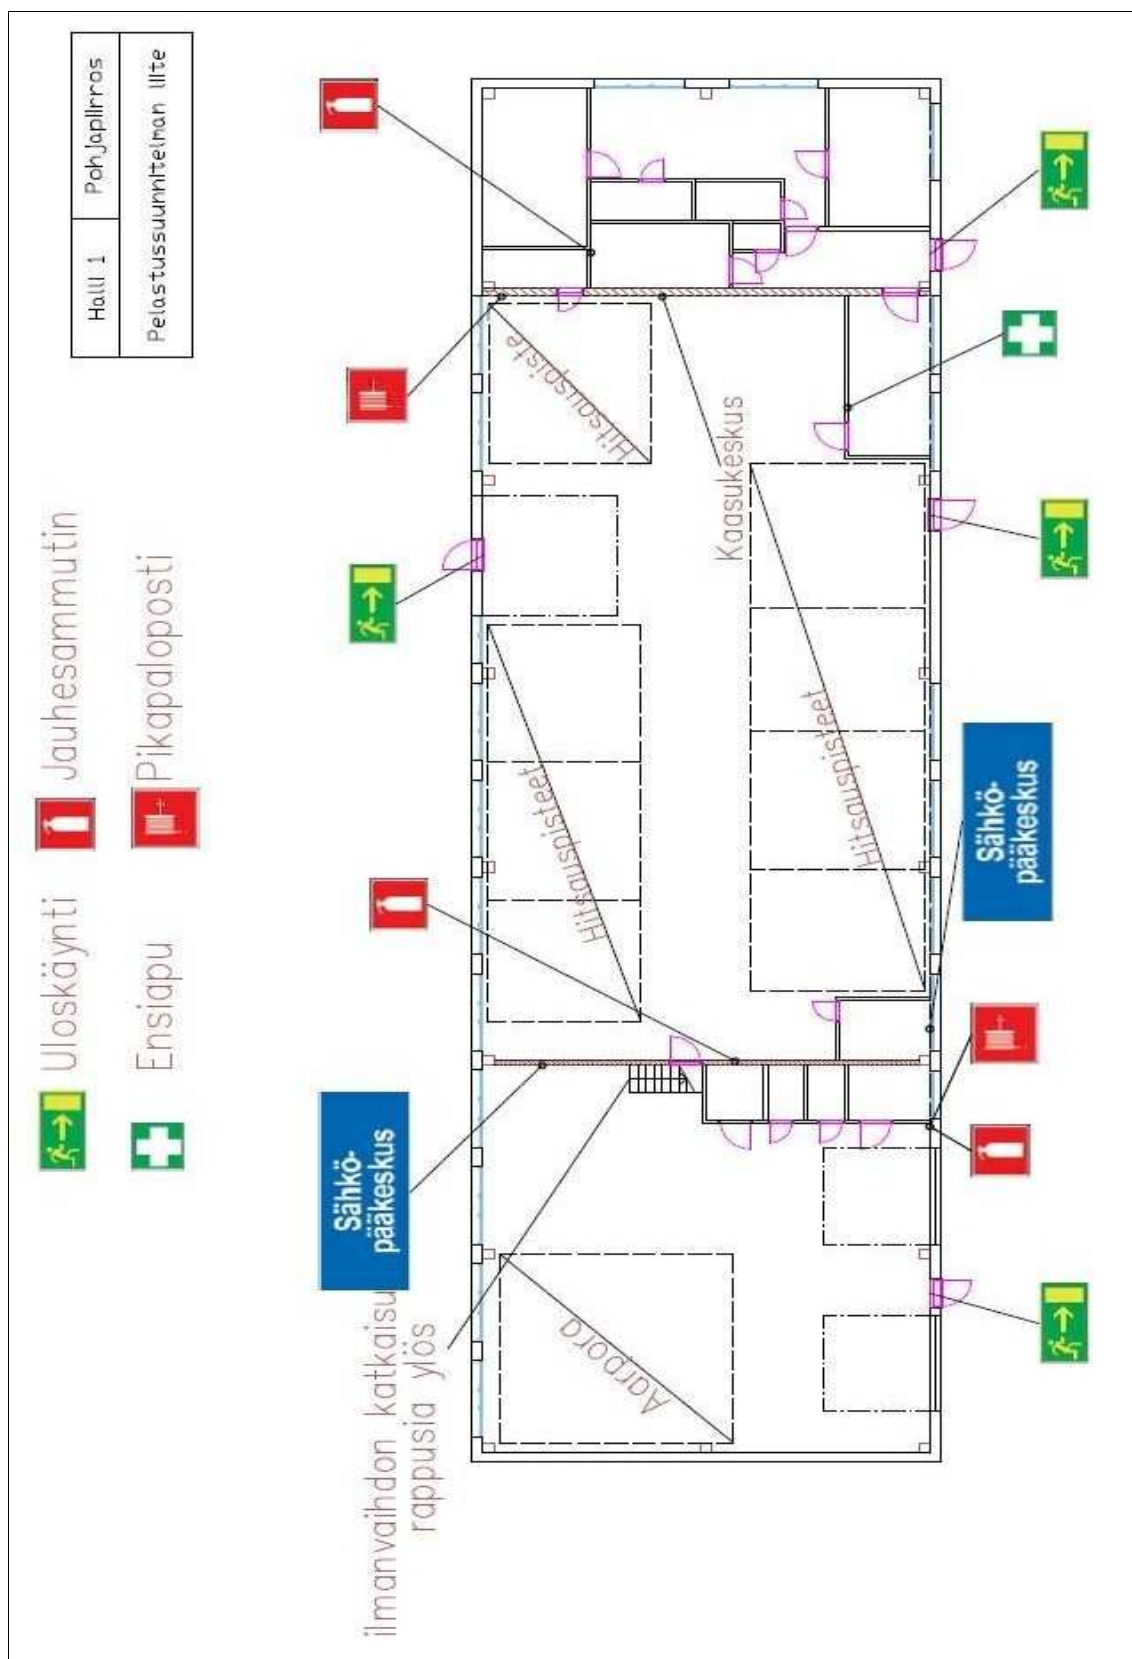 Halli 1
Pohjapiirros
Pelastussuunnitelman liite
Uloskäynti
Jauhesammutin
Ensiapu
Pikapaloposti
Sähkö-
pääkeskus
ilmanvaihdon katkaisu
rappusia ylös
Aarpora
Hitsauspisteet
Hitsauspiste
Kaasukeskus
Hitsauspisteet
Sähkö-
pääkeskus